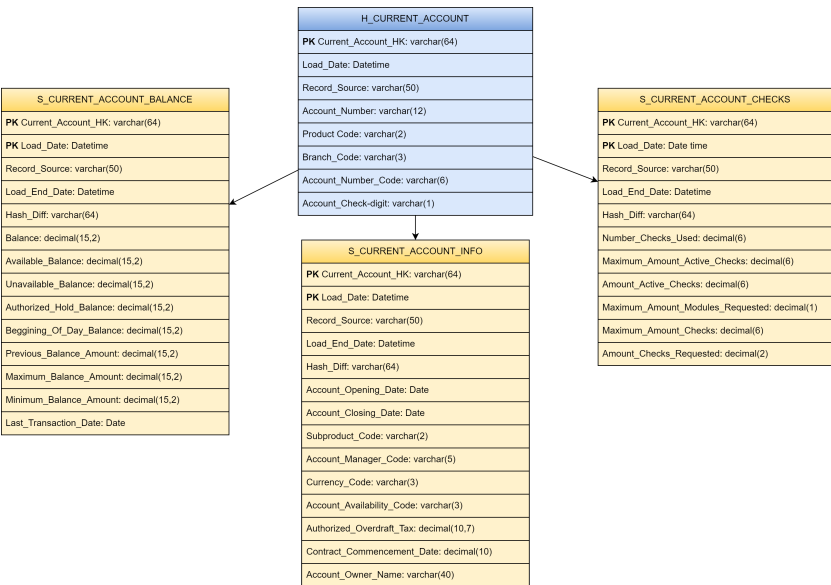 H_CURRENT_ACCOUNT
PK Current_Account_HK: varchar(64)
Load_Date: Datetime
Record_Source: varchar(50)
Account_Number: varchar(12)
Product Code: varchar(2)
Branch_Code: varchar(3)
Account_Number_Code: varchar(6)
Account_Check-digit: varchar(1)
S_CURRENT_ACCOUNT_BALANCE
PK Current_Account_HK: varchar(64)
PK Load_Date: Datetime
Record_Source: varchar(50)
Load_End_Date: Datetime
Hash_Diff: varchar(64)
Balance: decimal(15,2)
Available_Balance: decimal(15,2)
Unavailable_Balance: decimal(15,2)
Authorized_Hold_Balance: decimal(15,2)
Beggining_Of_Day_Balance: decimal(15,2)
Previous_Balance_Amount: decimal(15,2)
Maximum_Balance_Amount: decimal(15,2)
Minimum_Balance_Amount: decimal(15,2)
Last_Transaction_Date: Date
S_CURRENT_ACCOUNT_INFO
PK Current_Account_HK: varchar(64)
PK Load_Date: Datetime
Record_Source: varchar(50)
Load_End_Date: Datetime
Hash_Diff: varchar(64)
Account_Opening_Date: Date
Account_Closing_Date: Date
Subproduct_Code: varchar(2)
Account_Manager_Code: varchar(5)
Currency_Code: varchar(3)
Account_Availability_Code: varchar(3)
Authorized_Overdraft_Tax: decimal(10,7)
Contract_Commencement_Date: decimal(10)
Account_Owner_Name: varchar(40)
S_CURRENT_ACCOUNT_CHECKS
PK Current_Account_HK: varchar(64)
PK Load_Date: Date time
Record_Source: varchar(50)
Load_End_Date: Datetime
Hash_Diff: varchar(64)
Number_Checks_Used: decimal(6)
Maximum_Amount_Active_Checks: decimal(6)
Amount_Active_Checks: decimal(6)
Maximum_Amount_Modules_Requested: decimal(1)
Maximum_Amount_Checks: decimal(6)
Amount_Checks_Requested: decimal(2)